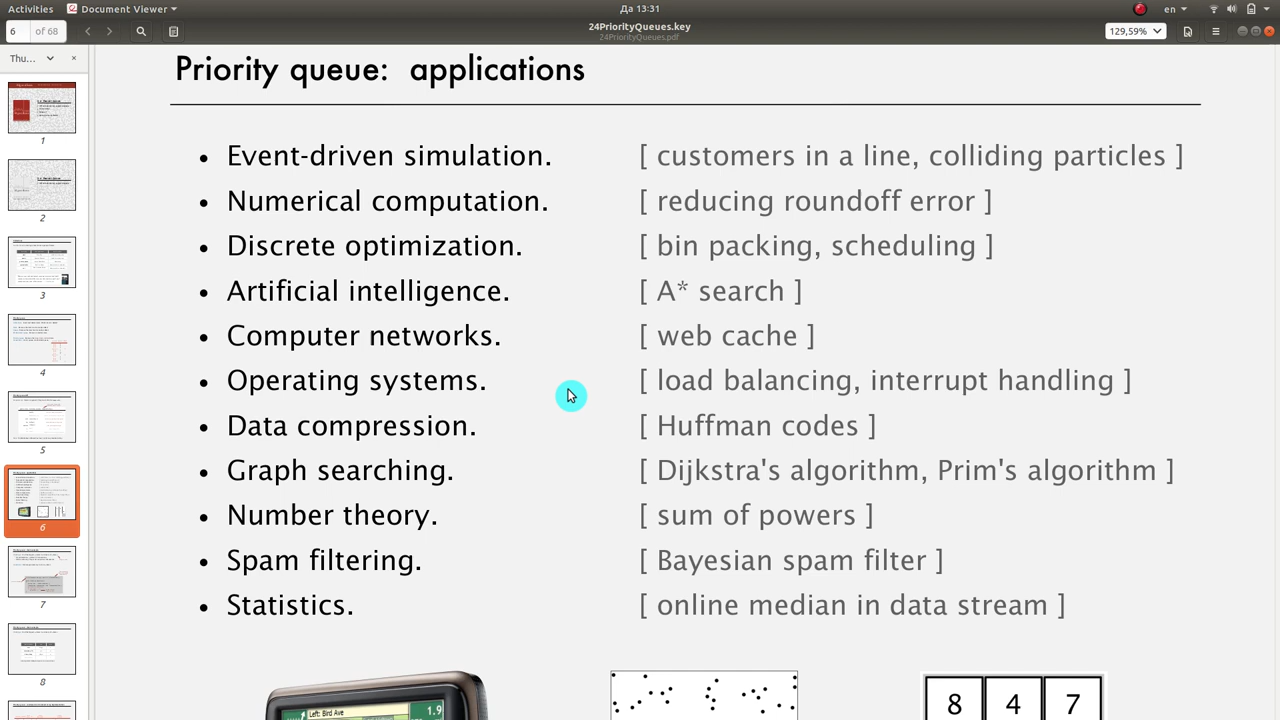 Activities Document Viewer Da 13:31 en
6 of 68 24PriorityQueues.key 129,59%
24PriorityQueues.pdf
Thu...
Priority queue: applications
• Event-driven simulation. [ customers in a line, colliding particles ]
• Numerical computation. [ reducing roundoff error ]
• Discrete optimization. [ bin packing, scheduling ]
• Artificial intelligence. [ A* search ]
• Computer networks. [ web cache ]
• Operating systems. [ load balancing, interrupt handling ]
• Data compression. [ Huffman codes ]
• Graph searching. [ Dijkstra's algorithm, Prim's algorithm ]
• Number theory. [ sum of powers ]
• Spam filtering. [ Bayesian spam filter ]
• Statistics. [ online median in data stream ]
Left: Bird Ave 1.9
8 4 7
1
2
3
4
5
6
7
8